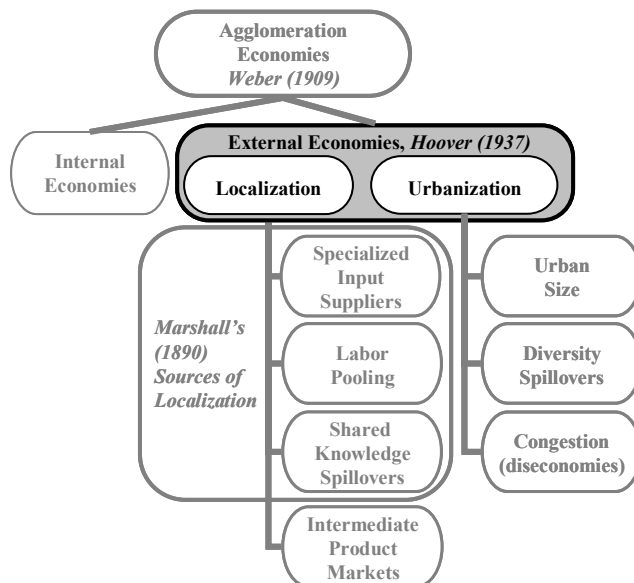 Agglomeration
Economies
Weber (1909)
Internal
Economies
External Economies, Hoover (1937)
Localization
Urbanization
Marshall's
(1890)
Sources of
Localization
Specialized
Input
Suppliers
Labor
Pooling
Shared
Knowledge
Spillovers
Intermediate
Product
Markets
Urban
Size
Diversity
Spillovers
Congestion
(diseconomies)